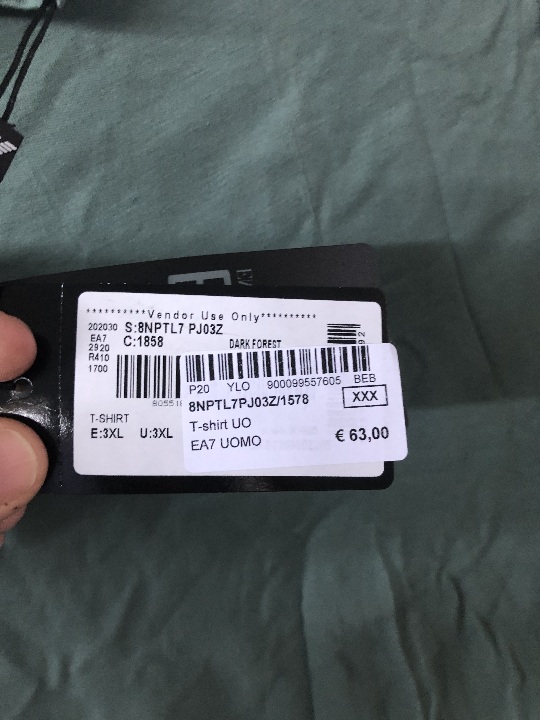 **********Vendor Use Only**********
202030 S:8NPTL7 PJ03Z
EA7
2920 C:1858 DARK FOREST
R410
1700
T-SHIRT
E:3XL U:3XL
P20 YLO 900099557605 BEB
8NPTL7PJ03Z/1578 XXX
T-shirt UO
EA7 UOMO € 63,00